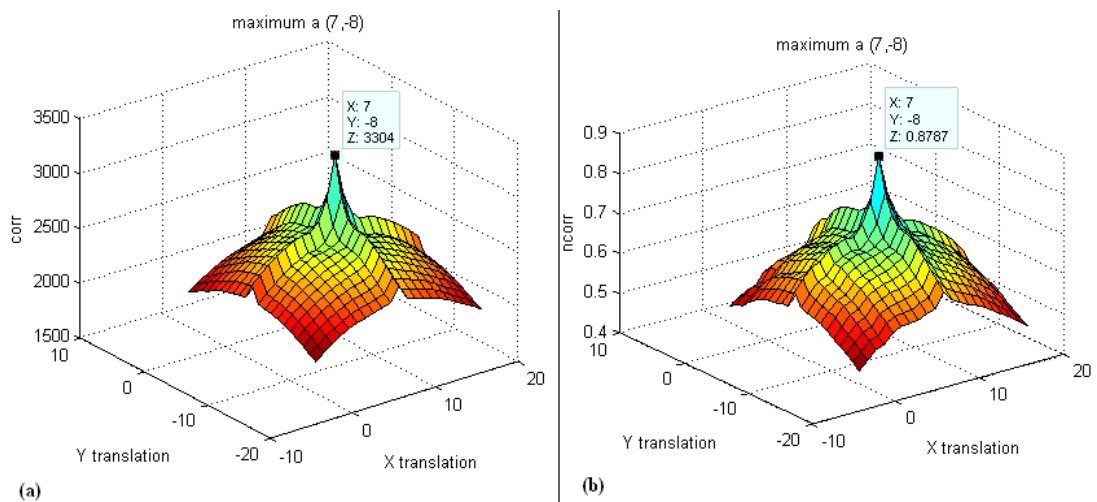 maximum a (7,-8)
X: 7
Y: -8
Z: 3304
3500
3000
2500
2000
1500
corr
10
0
-10
-20
Y translation
-10
0
10
20
X translation
(a)
maximum a (7,-8)
X: 7
Y: -8
Z: 0.8787
0.9
0.8
0.7
0.6
0.5
0.4
ncorr
10
0
-10
-20
Y translation
-10
0
10
20
X translation
(b)